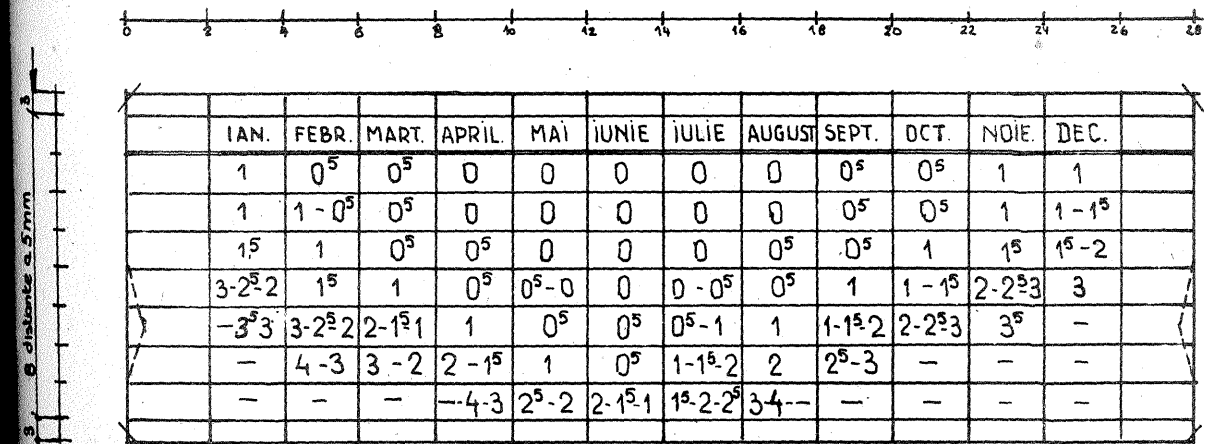 0 2 4 6 8 10 12 14 16 18 20 22 24 26 28
IAN. FEBR. MART. APRIL. MAI IUNIE IULIE AUGUST SEPT. OCT. NOIE. DEC.
1 0⁵ 0⁵ 0 0 0 0 0 0⁵ 0⁵ 1 1
1 1-0⁵ 0⁵ 0 0 0 0 0 0⁵ 0⁵ 1 1-1⁵
1⁵ 1 0⁵ 0⁵ 0 0 0 0⁵ 0⁵ 1 1⁵ 1⁵-2
3-2⁵-2 1⁵ 1 0⁵ 0⁵-0 0 0-0⁵ 0⁵ 1 1-1⁵ 2-2⁵-3 3
-3⁵3 3-2⁵-2 2-1⁵-1 1 0⁵ 0⁵ 0⁵-1 1 1-1⁵-2 2-2⁵-3 3⁵ -
- 4-3 3-2 2-1⁵ 1 0⁵ 1-1⁵-2 2 2⁵-3 - - -
- - - --4-3 2⁵-2 2-1⁵-1 1⁵-2-2⁵ 3-4-- - - - -
3
8 distante a 5mm
3